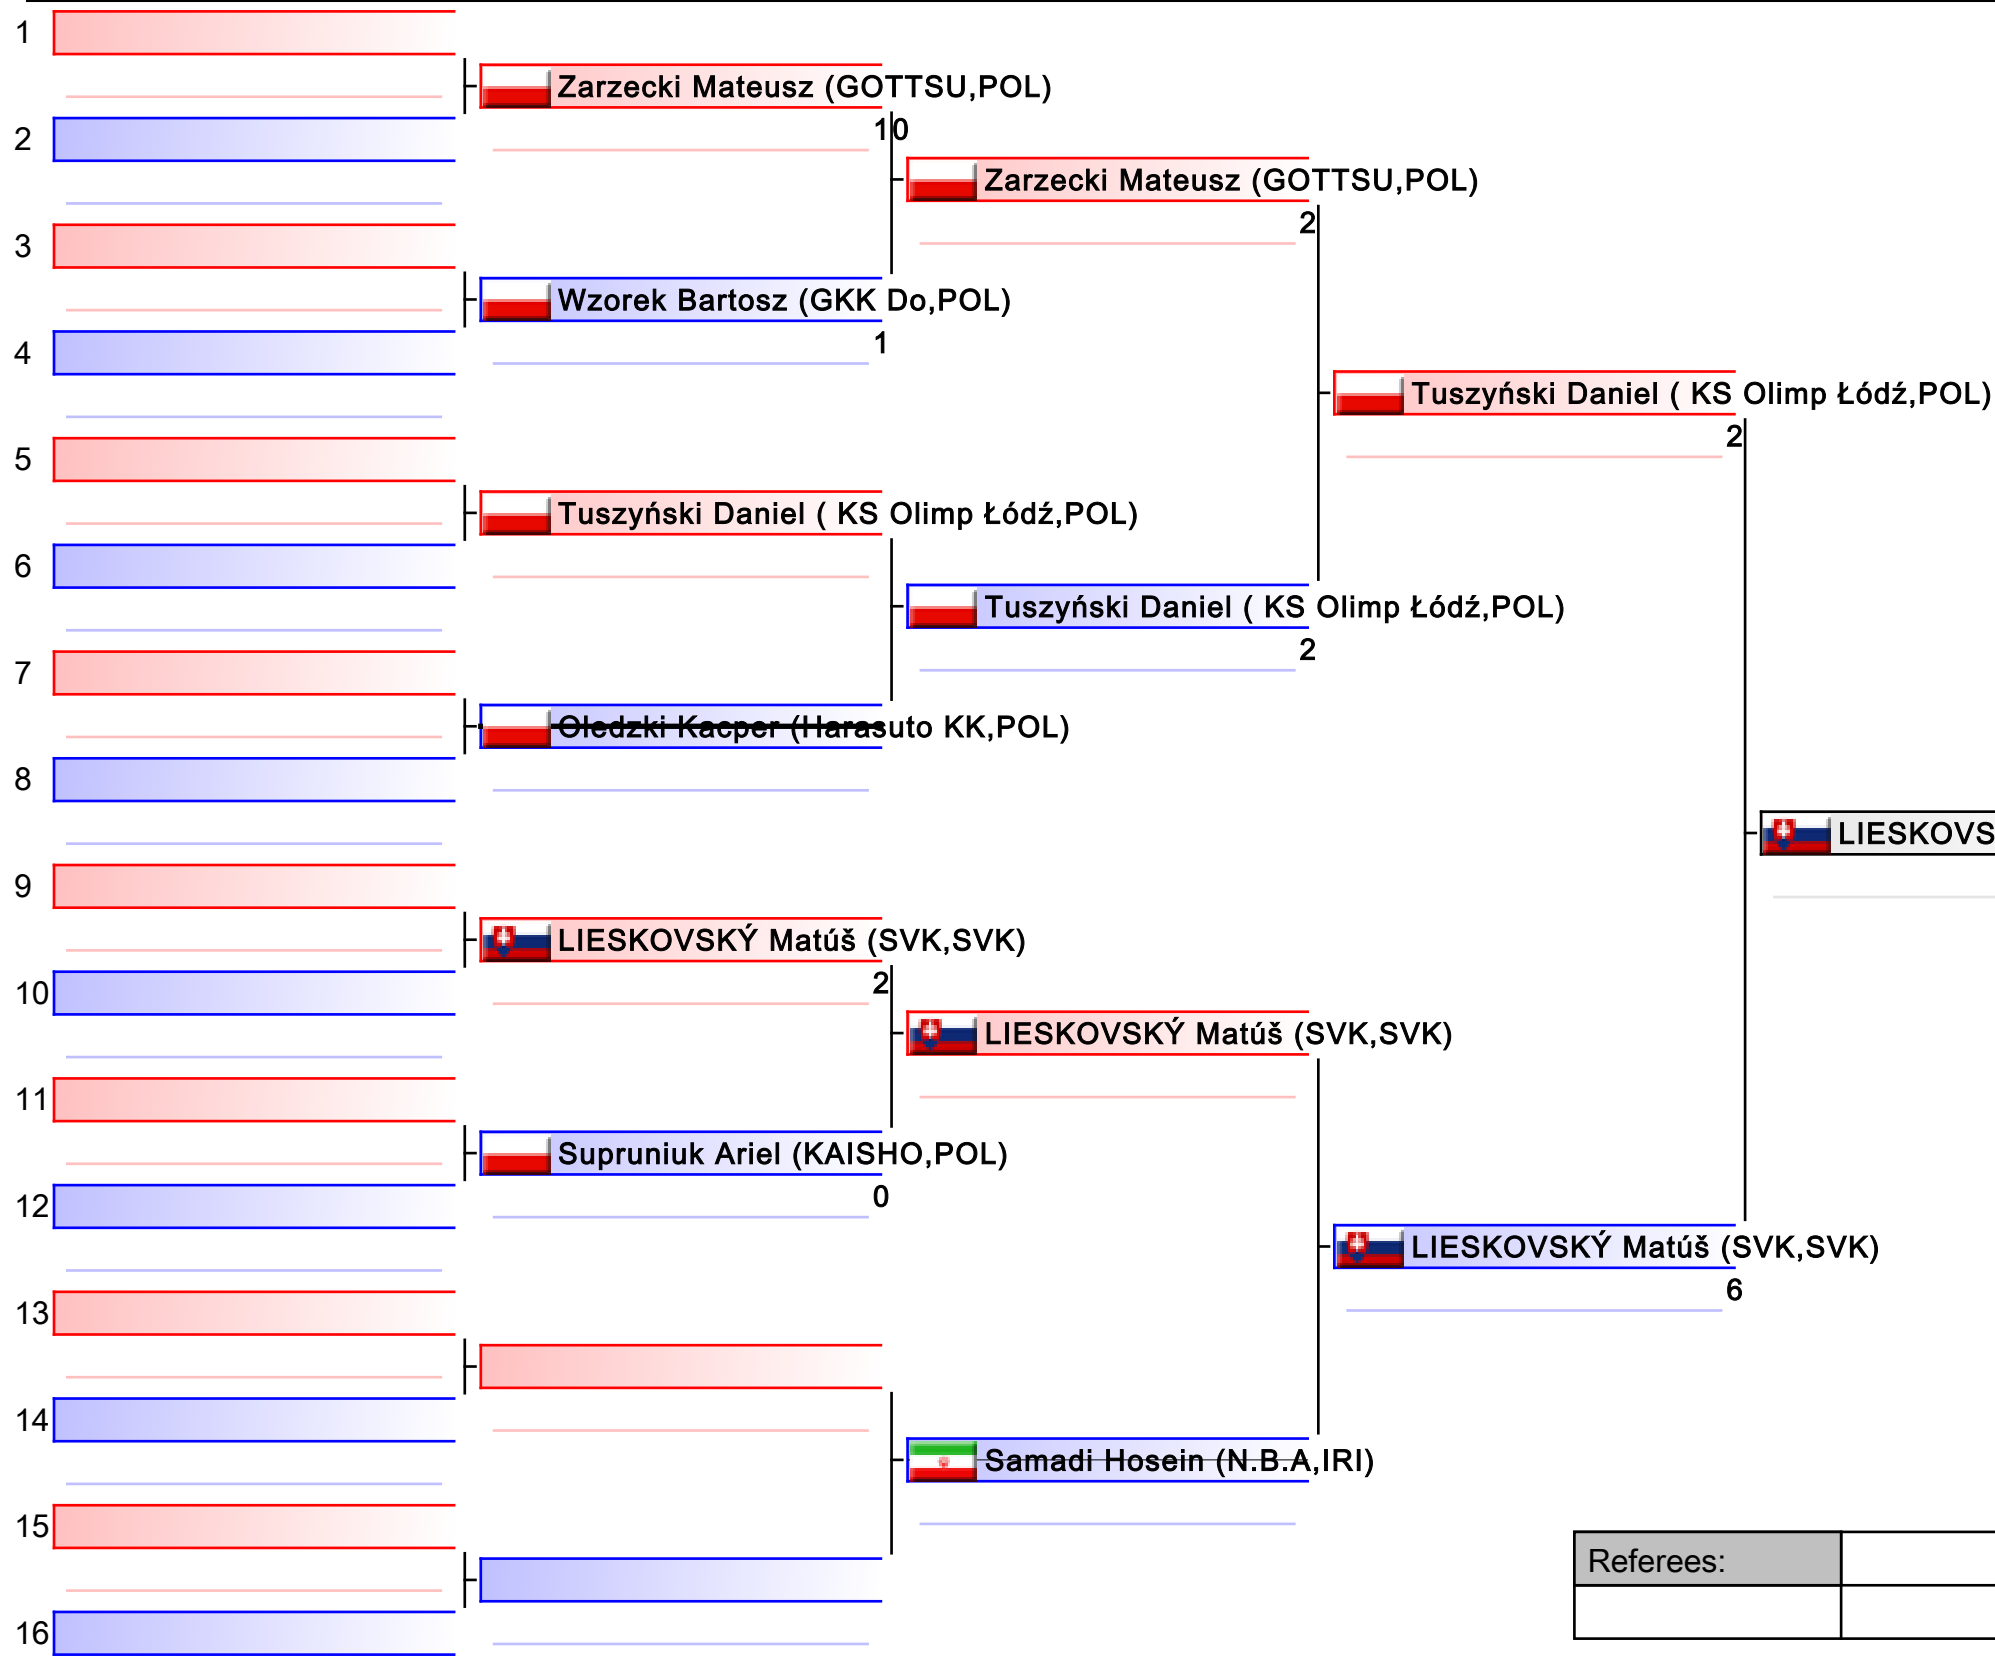 1
Zarzecki Mateusz (GOTTSU,POL)
10
2
Zarzecki Mateusz (GOTTSU,POL)
2
3
Wzorek Bartosz (GKK Do,POL)
1
4
Tuszyński Daniel ( KS Olimp Łódź,POL)
2
5
Tuszyński Daniel ( KS Olimp Łódź,POL)
6
Tuszyński Daniel ( KS Olimp Łódź,POL)
2
7
Oledzki Kacper (Harasuto KK,POL)
8
LIESKOVS
9
LIESKOVSKÝ Matúš (SVK,SVK)
2
10
LIESKOVSKÝ Matúš (SVK,SVK)
11
Supruniuk Ariel (KAISHO,POL)
0
12
LIESKOVSKÝ Matúš (SVK,SVK)
6
13
14
Samadi Hosein (N.B.A,IRI)
15
Referees:
16